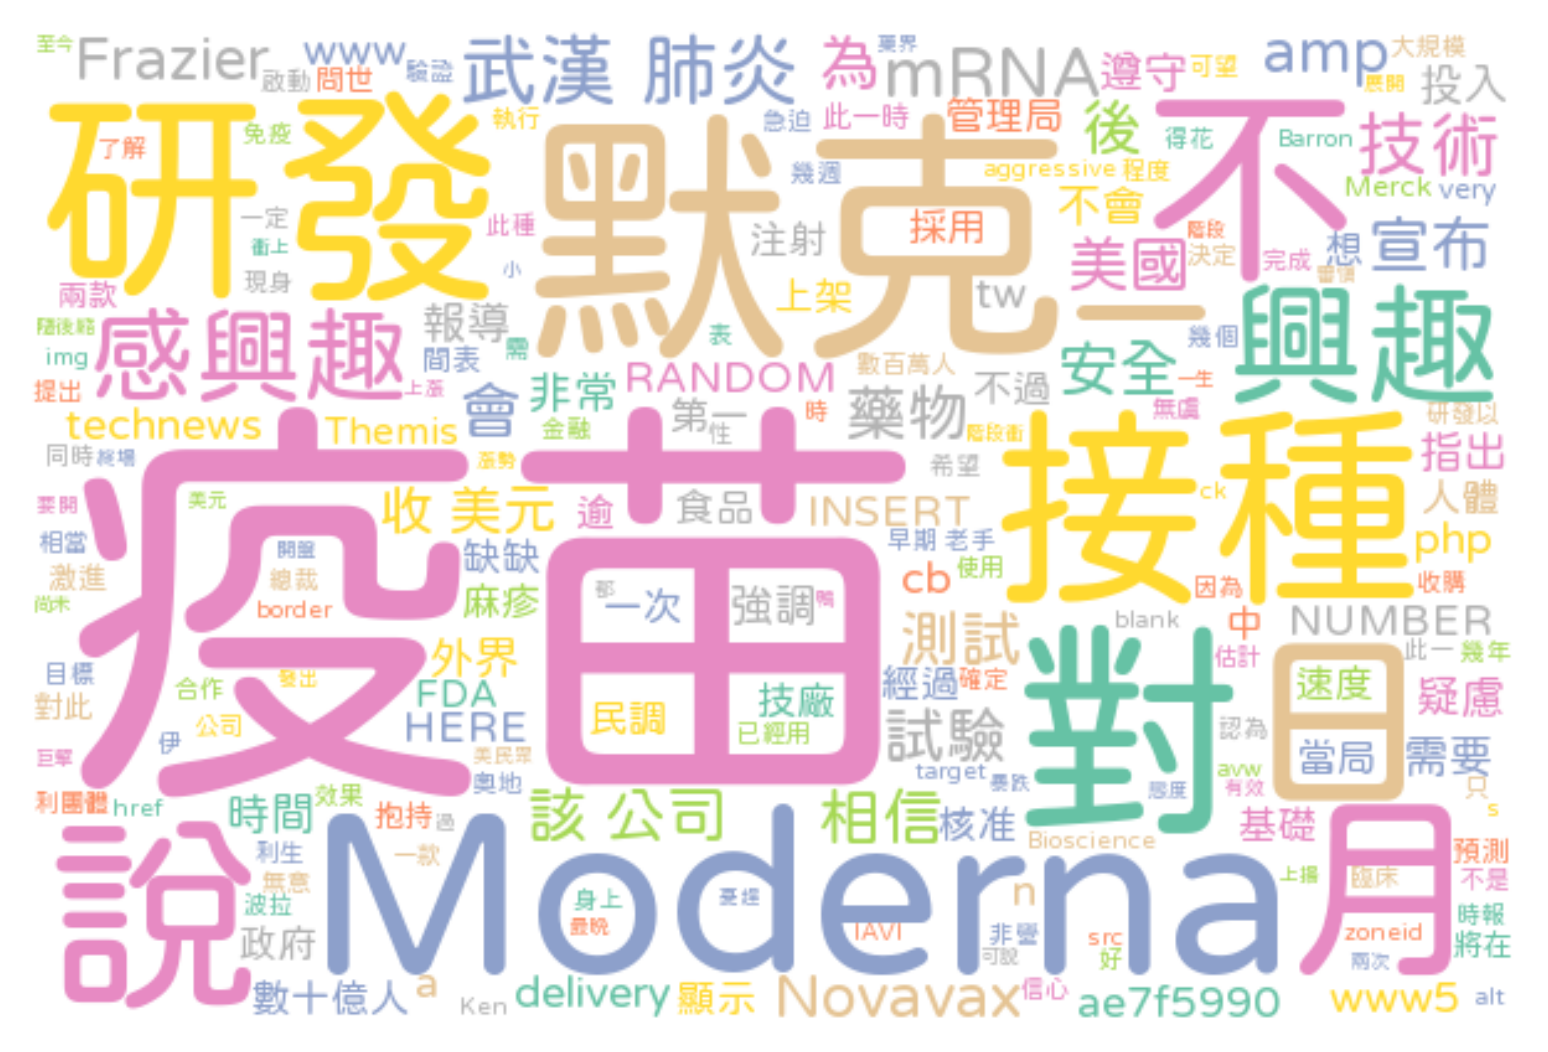 至今 Frazier 啟動 www 問世 驗證 武漢 肺炎 為 藥界 mRNA 遵守 可望 amp 大規模 展開 投入
研發 了解 免疫 執行 默克 急迫 此一時 管理局 後 不 得花 Barron 技術
幾週 aggressive 程度 不會 Merck very
一定 衝上 現身 此種 小 注射 採用 美國 階段 決定 完成 想 宣布
兩款 感興趣 報導 間表 需 上架 tw 一 幾個 興趣
img 提出 上漲 表 數百萬人 安全 一生 無虞
technews Themis 會 非常 RANDOM 金融 第一 性 時 藥物 不過 階段衝 研發以
同時 漲勢 希望 指出
要開 美元 收 美元 逾 食品 INSERT 接種 ck 人體
疫苗 相當 開盤 缺缺 早期 老手 php
激進 總裁 麻疹 cb 使用 因為 收購
尚未 border 一次 強調 鴨 blank 中 NUMBER
目標 發出 外界 測試 估計 此一 幾年
對此 合作 FDA 民調 技廠 經過 確定 對 日 速度 疑慮
公司 HERE 已經用 試驗 認為
巨擘 伊 美民眾 奧地 target 暴跌 態度 avw 有效 當局 需要 只
利團體 href 時間 效果 抱持 過 該 公司 相信 核准 基礎 s
說 利生 一款 Moderna Bioscience 月 預測
無意 波拉 身上 最晚 n 上揚 臨床 不是
政府 IAVI 非營 可說 src 好 zoneid 兩次 時報 將在
數十億人 a Ken delivery 顯示 Novavax 信心 ae7f5990 www5 alt